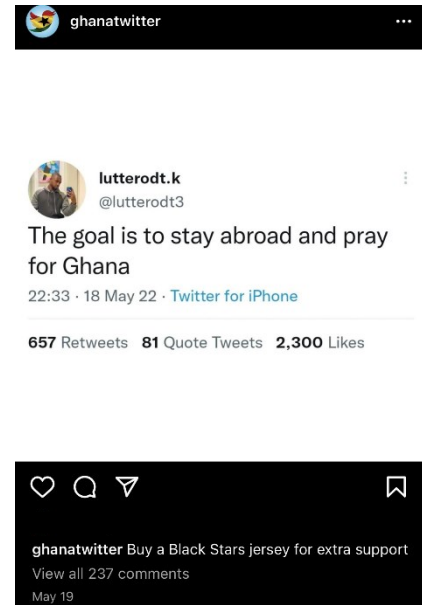 ghanatwitter
lutterodt.k
@lutterodt3
The goal is to stay abroad and pray
for Ghana
22:33 · 18 May 22 · Twitter for iPhone
657 Retweets 81 Quote Tweets 2,300 Likes
ghanatwitter Buy a Black Stars jersey for extra support
View all 237 comments
May 19